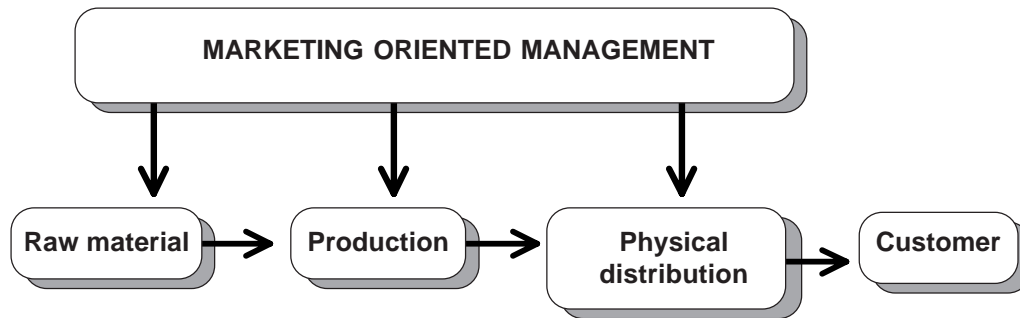 MARKETING ORIENTED MANAGEMENT
Raw material
Production
Physical
distribution
Customer